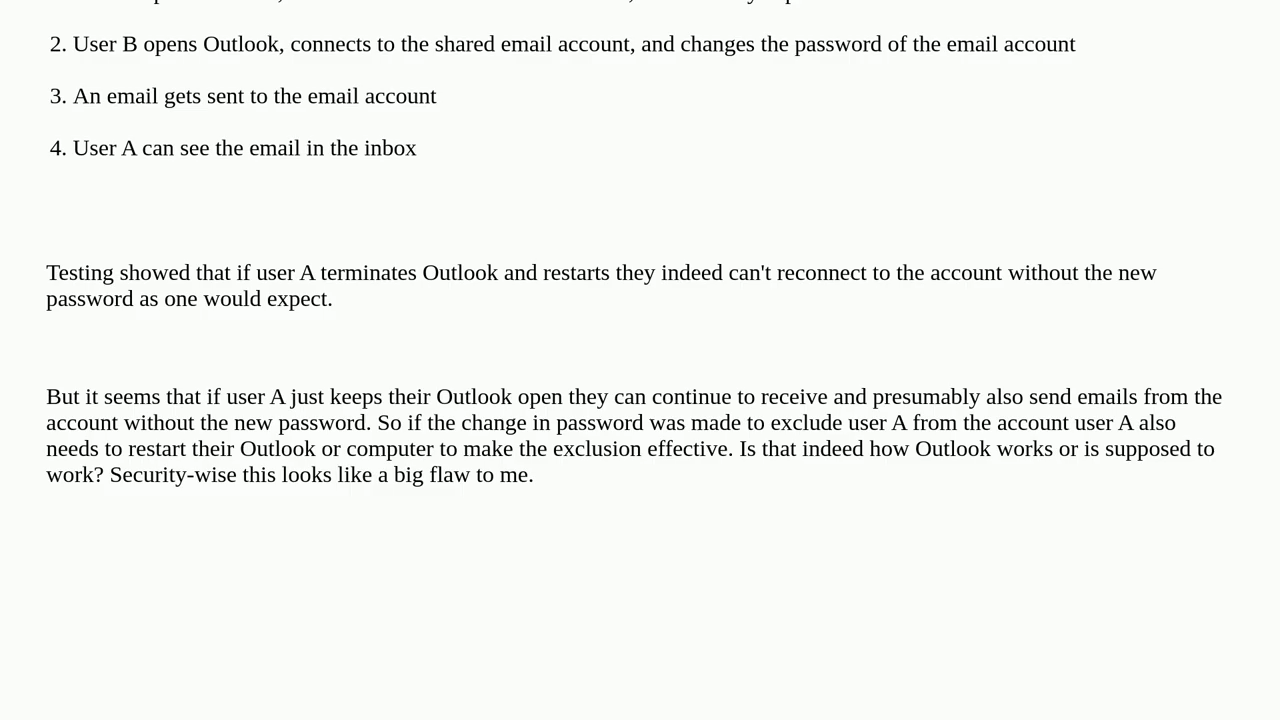 2. User B opens Outlook, connects to the shared email account, and changes the password of the email account
3. An email gets sent to the email account
4. User A can see the email in the inbox
Testing showed that if user A terminates Outlook and restarts they indeed can't reconnect to the account without the new
password as one would expect.
But it seems that if user A just keeps their Outlook open they can continue to receive and presumably also send emails from the
account without the new password. So if the change in password was made to exclude user A from the account user A also
needs to restart their Outlook or computer to make the exclusion effective. Is that indeed how Outlook works or is supposed to
work? Security-wise this looks like a big flaw to me.